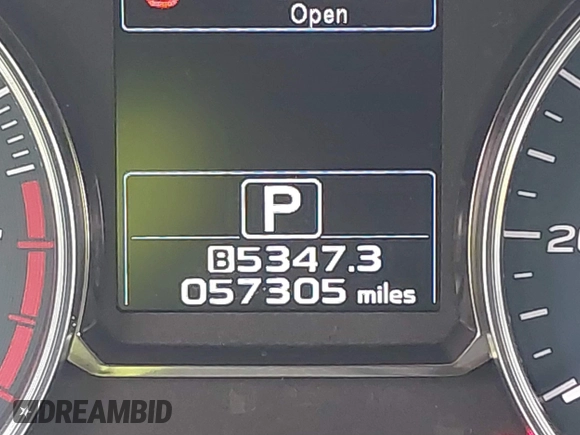 Open
P
B5347.3
057305 miles
20
DREAMBID